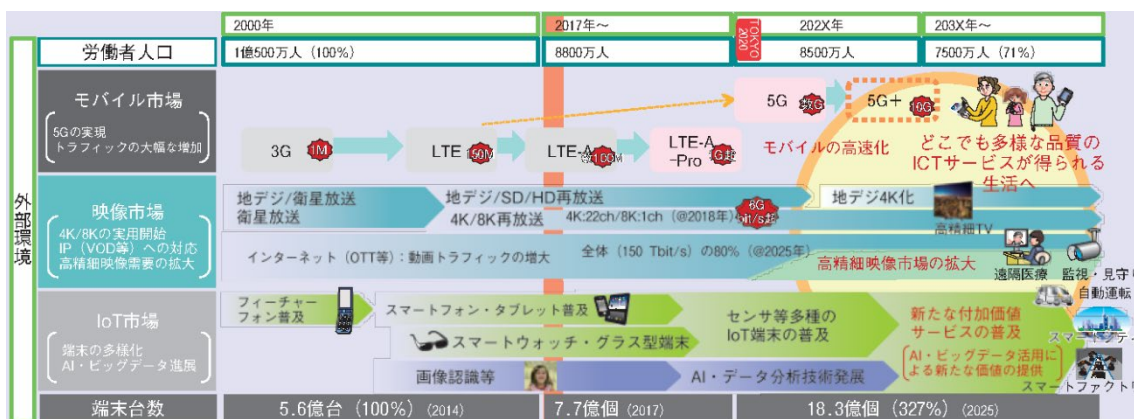 2000年
2017年～
202X年
203X年～
TOKYO
2020
労働者人口
1億500万人 (100%)
8800万人
8500万人
7500万人 (71%)
外部環境
モバイル市場
5Gの実現
トラフィックの大幅な増加
3G
1M
LTE
150M
LTE-A
100M
LTE-A
-Pro
1G超
5G
数G
5G+
10G
モバイルの高速化
どこでも多様な品質の
ICTサービスが得られる
生活へ
映像市場
4K/8Kの実用開始
IP (VOD等) への対応
高精細映像需要の拡大
地デジ/衛星放送
衛星放送
地デジ/SD/HD再放送
4K/8K再放送
4K:22ch/8K:1ch (@2018年)
6G
bit/s超
地デジ4K化
高精細TV
インターネット (OTT等) : 動画トラフィックの増大
全体 (150 Tbit/s) の80% (@2025年)
高精細映像市場の拡大
遠隔医療
監視・見守り
IoT市場
端末の多様化
AI・ビッグデータ進展
フィーチャー
フォン普及
スマートフォン・タブレット普及
スマートウォッチ・グラス型端末
画像認識等
AI・データ分析技術発展
センサ等多種の
IoT端末の普及
新たな付加価値
サービスの普及
AI・ビッグデータ活用に
よる新たな価値の提供
自動運転
スマートシティ
スマートファクトリ
端末台数
5.6億台 (100%) (2014)
7.7億個 (2017)
18.3億個 (327%) (2025)